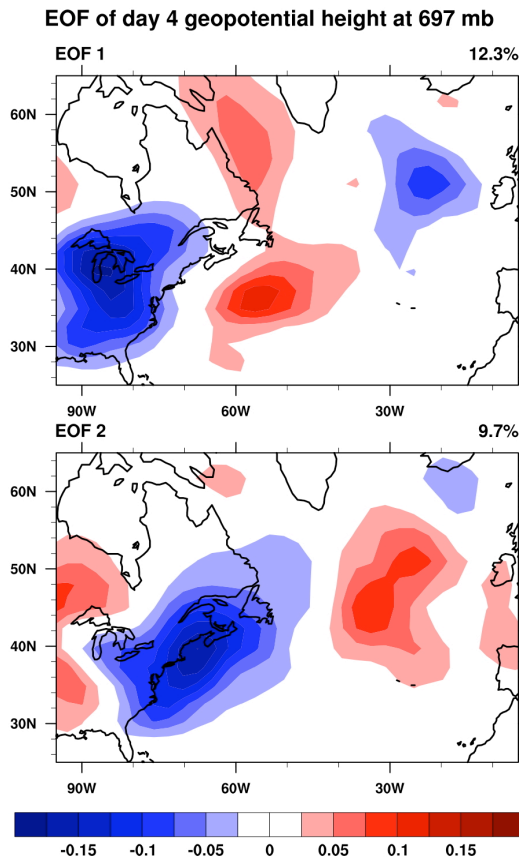 EOF of day 4 geopotential height at 697 mb
EOF 1 12.3%
60N
50N
40N
30N
90W 60W 30W
EOF 2 9.7%
60N
50N
40N
30N
90W 60W 30W
-0.15 -0.1 -0.05 0 0.05 0.1 0.15